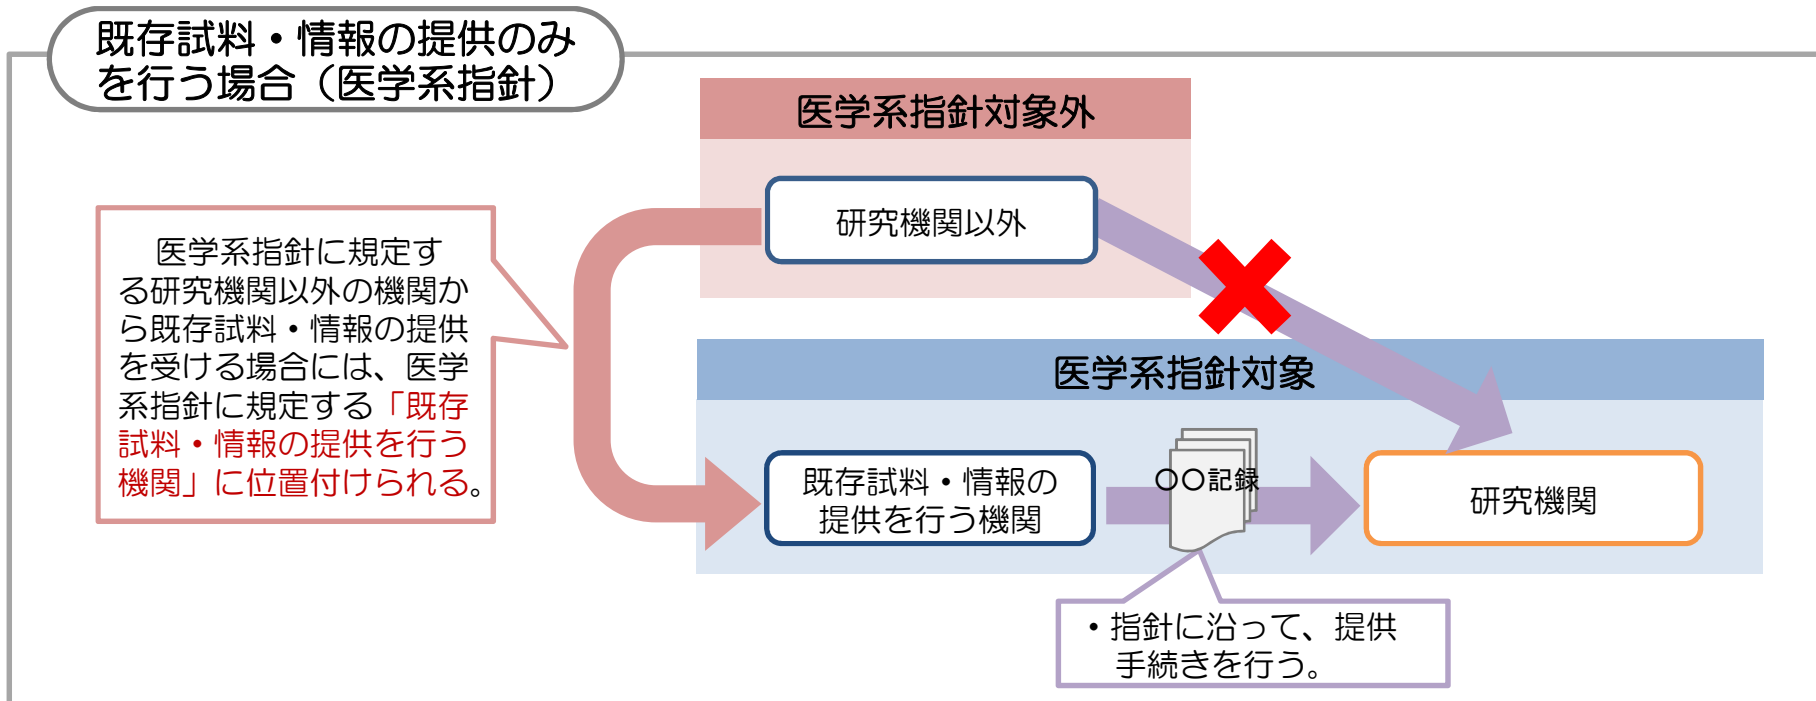 既存試料・情報の提供のみ
を行う場合（医学系指針）
医学系指針対象外
研究機関以外
医学系指針に規定す
る研究機関以外の機関か
ら既存試料・情報の提供
を受ける場合には、医学
系指針に規定する「既存
試料・情報の提供を行う
機関」に位置付けられる。
医学系指針対象
既存試料・情報の
提供を行う機関
〇〇記録
研究機関
・指針に沿って、提供
手続きを行う。